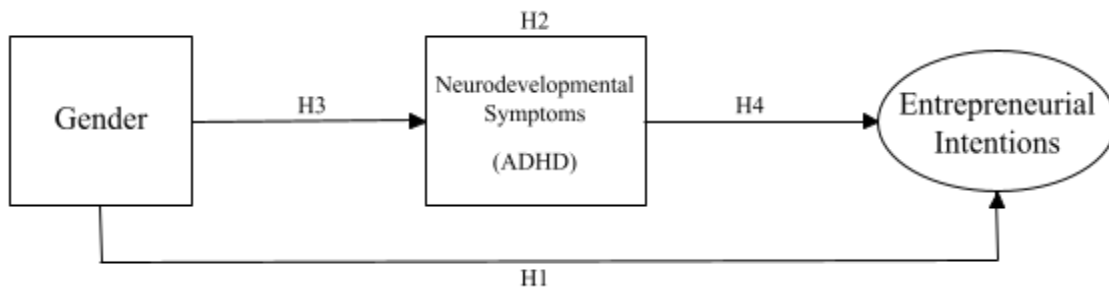 H2
Gender
H3
Neurodevelopmental
Symptoms
(ADHD)
H4
Entrepreneurial
Intentions
H1